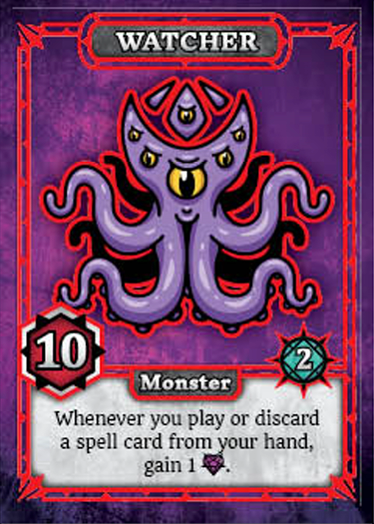 WATCHER
10
2
Monster
Whenever you play or discard
a spell card from your hand,
gain 1 .